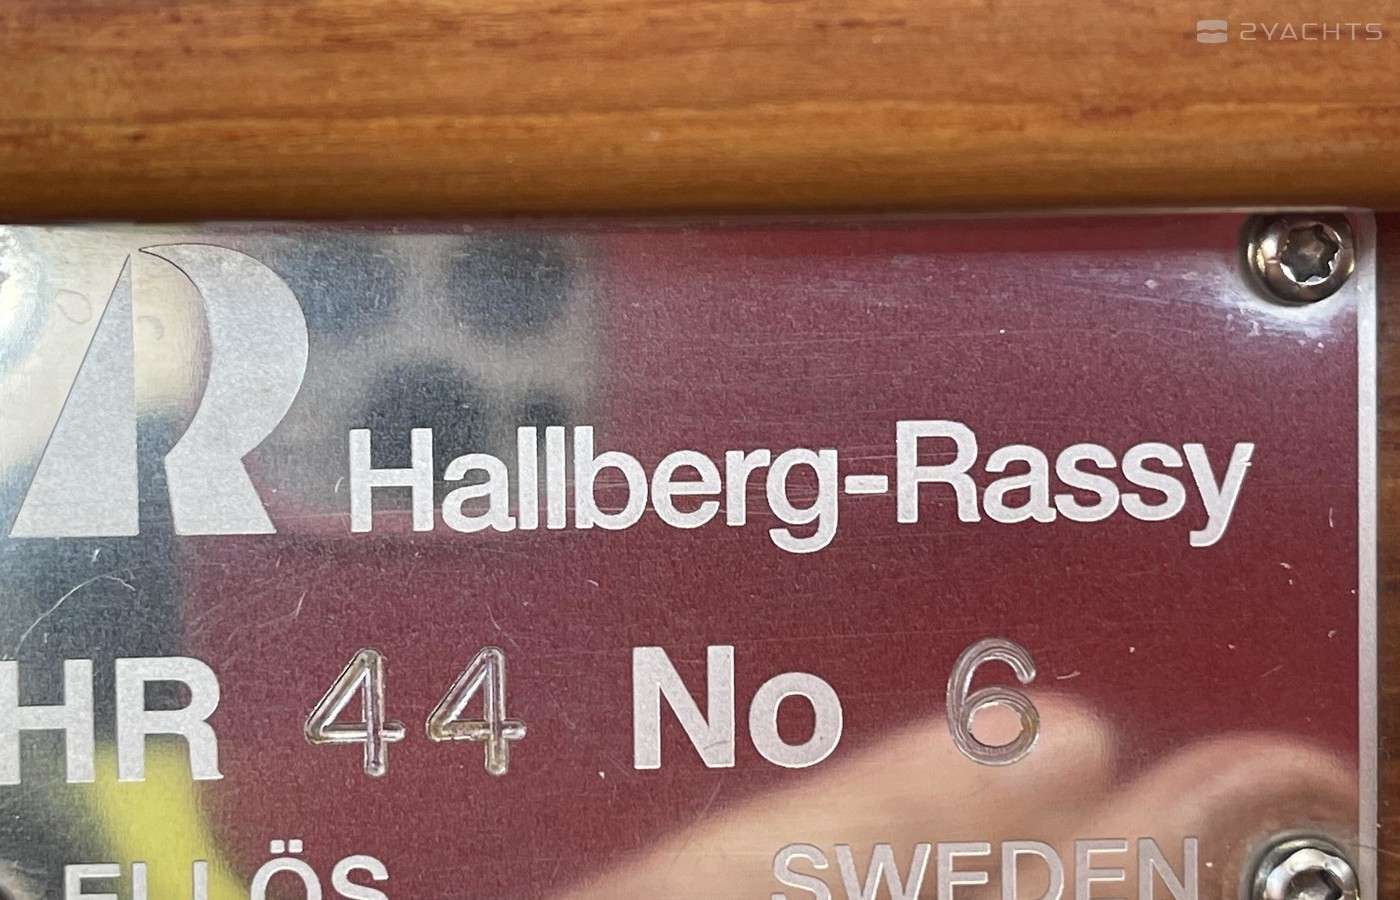 2YACHTS
Hallberg-Rassy
HR 44 No 6
ELLÖS SWEDEN